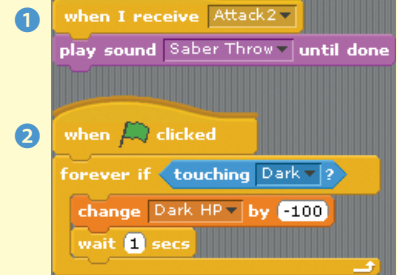 1 when I receive Attack2
play sound Saber Throw until done
2 when clicked
forever if touching Dark ?
change Dark HP by -100
wait 1 secs